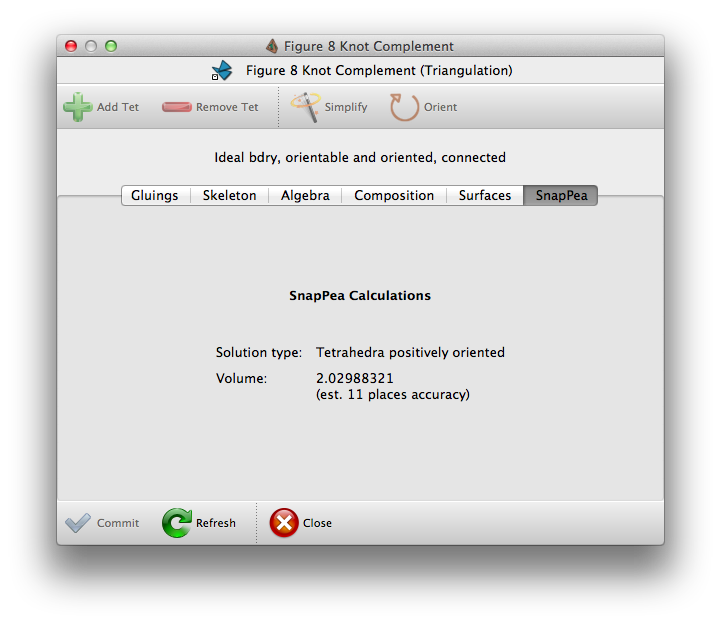 Figure 8 Knot Complement
Figure 8 Knot Complement (Triangulation)
Add Tet Remove Tet Simplify Orient
Ideal bdry, orientable and oriented, connected
Gluings Skeleton Algebra Composition Surfaces SnapPea
SnapPea Calculations
Solution type: Tetrahedra positively oriented
Volume: 2.02988321
(est. 11 places accuracy)
Commit Refresh Close